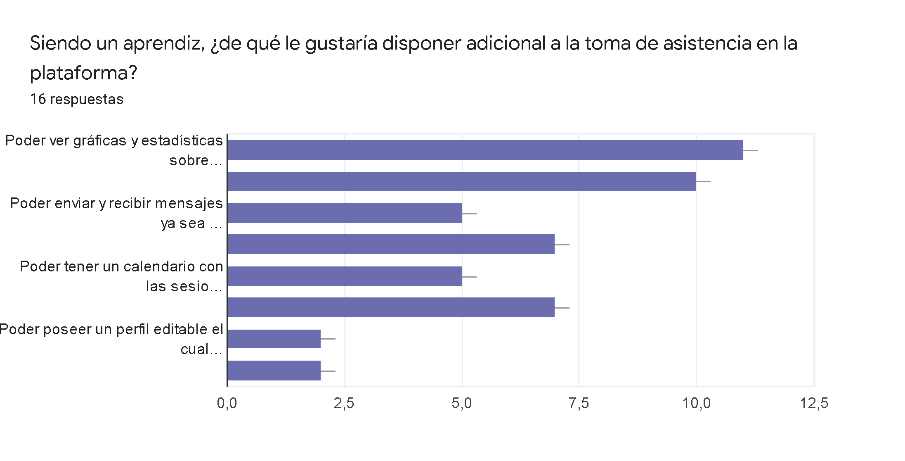 Siendo un aprendiz, ¿de qué le gustaría disponer adicional a la toma de asistencia en la
plataforma?
16 respuestas
Poder ver gráficas y estadísticas
sobre...
Poder enviar y recibir mensajes
ya sea ...
Poder tener un calendario con
las sesio...
Poder poseer un perfil editable el
cual...
0,0 2,5 5,0 7,5 10,0 12,5